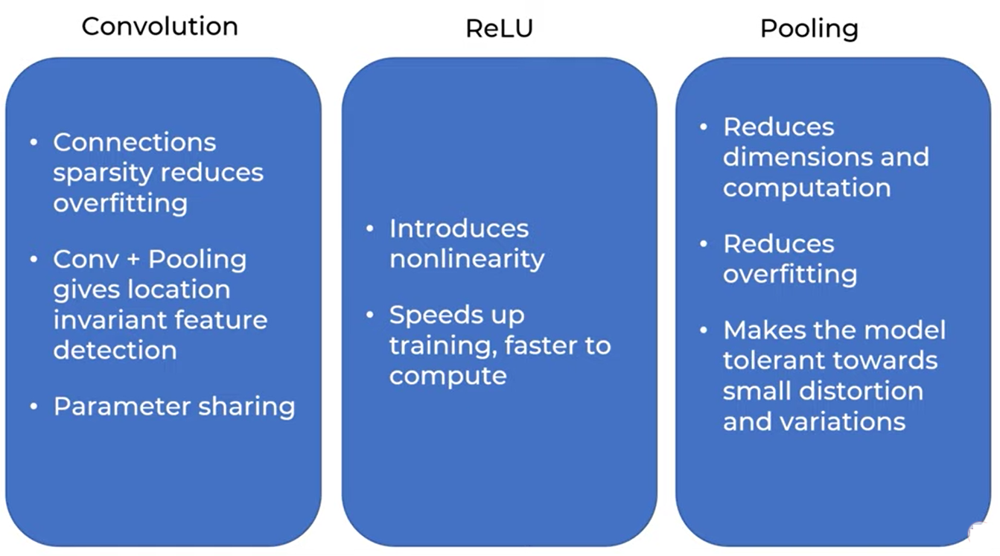 Convolution
• Connections
sparsity reduces
overfitting
• Conv + Pooling
gives location
invariant feature
detection
• Parameter sharing
ReLU
• Introduces
nonlinearity
• Speeds up
training, faster to
compute
Pooling
• Reduces
dimensions and
computation
• Reduces
overfitting
• Makes the model
tolerant towards
small distortion
and variations